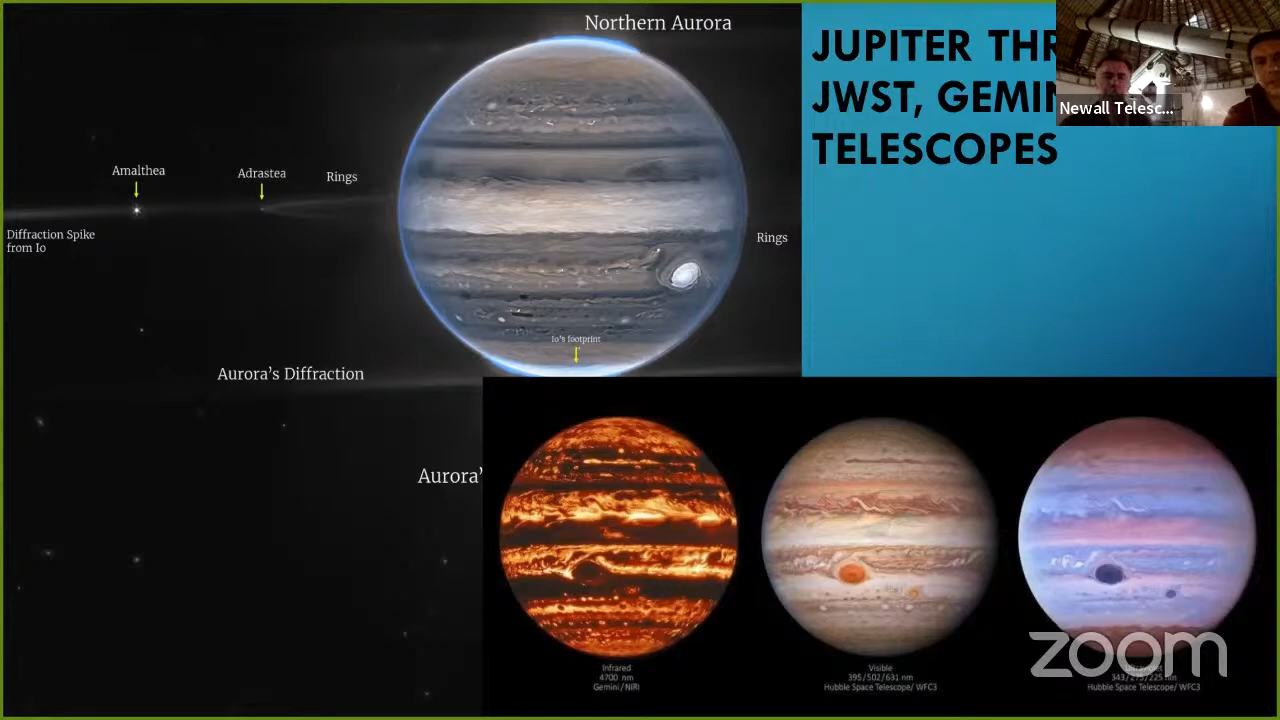 Northern Aurora
JUPITER THR
JWST, GEMIN
TELESCOPES
Newall Telesc...
Amalthea
Adrastea
Rings
Diffraction Spike
from Io
Rings
Io's footprint
Aurora's Diffraction
Aurora'
Infrared
4700 nm
Gemini/NIRI
Visible
395/502/631 nm
Hubble Space Telescope/ WFC3
343/275/225 nm
Hubble Space Telescope/ WFC3
zoom